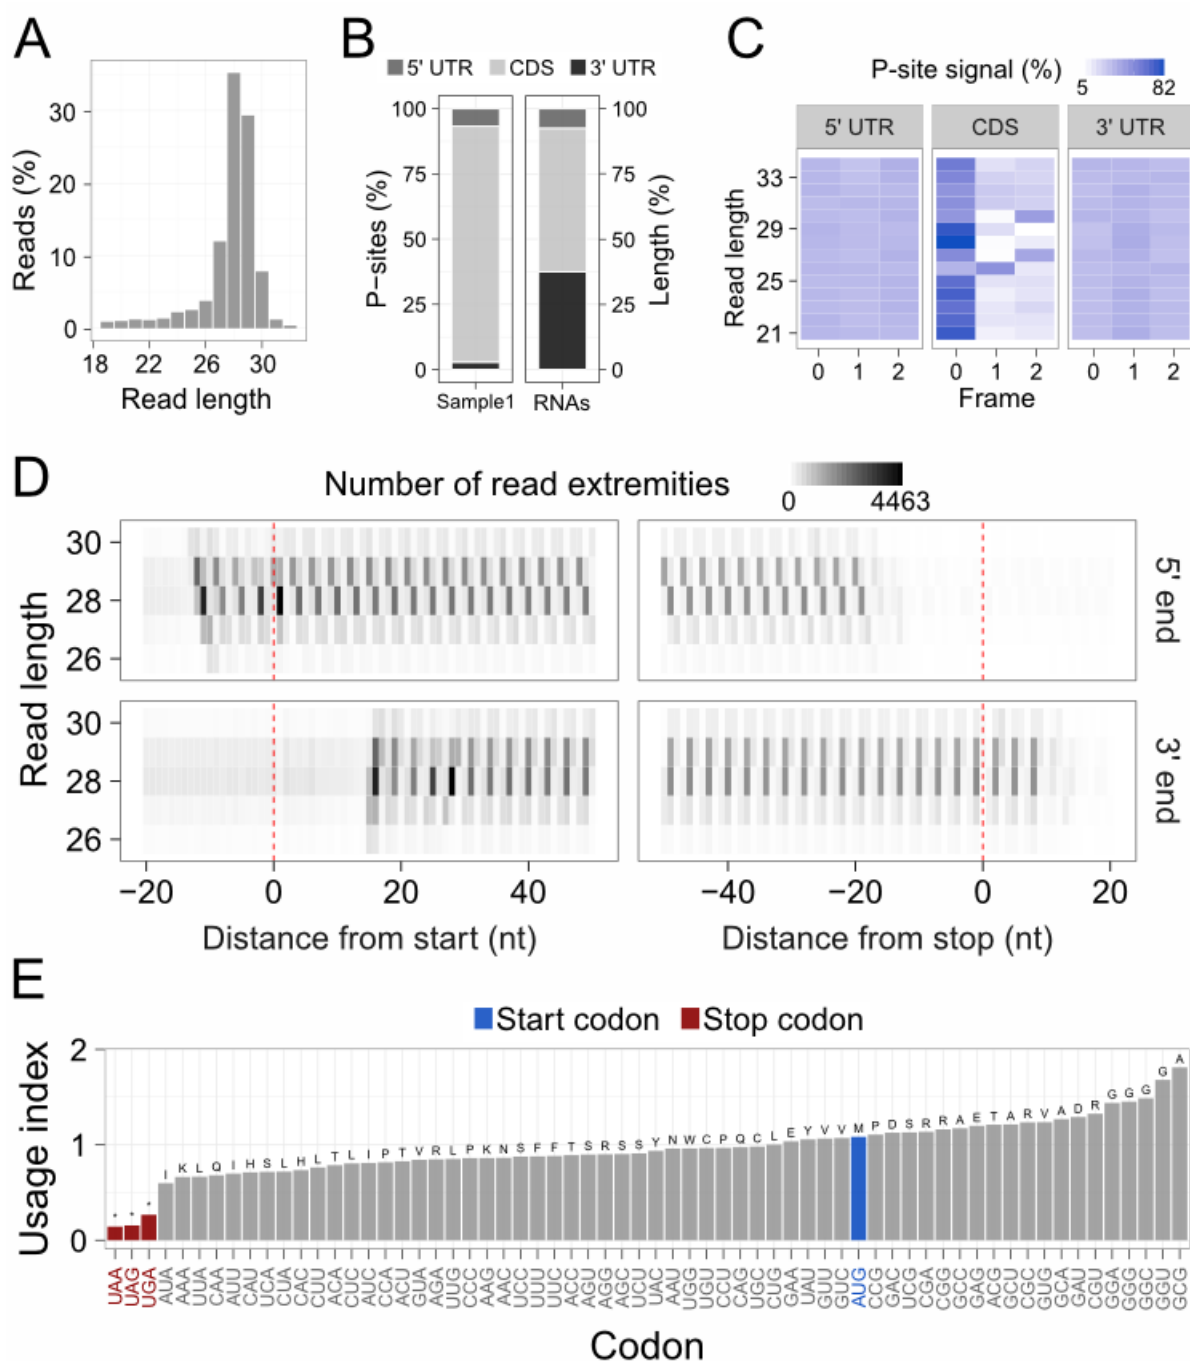 A
Reads (%)
30
20
10
0
18 22 26 30
Read length
B
5' UTR CDS 3' UTR
P−sites (%)
100
75
50
25
0
100
75
50
25
0
Length (%)
Sample1 RNAs
C
P-site signal (%)
5 82
5' UTR CDS 3' UTR
Read length
33
29
25
21
0 1 2 0 1 2 0 1 2
Frame
D
Number of read extremities
0 4463
Read length
30
28
26
5' end
30
28
26
3' end
−20 0 20 40
−40 −20 0 20
Distance from start (nt)
Distance from stop (nt)
E
Start codon Stop codon
Usage index
2
1
0
* * * I K L Q I H S L H L T L I P T V R L P K N S F F T S R S S Y N W C P Q C L E Y V V M P D S R R A E T A R V A D R G G G G A
UAA UAG UGA AUA AAA UUA CAA AUU CAU UCA CUA CAC CUU ACA CUC AUC CCA ACU GUA AGA UUG CCC AAG AAC UCC UUU UUC ACC AGU AGG AGC UCU UAC AAU UGG UGU CCU CAG UGC CUG GAA UAU GUU GUC AUG CCG GAC UCG CGA CGG GCC GAG ACG GCU CGC GUG GCA GAU CGU GGA GGG GGC GGU GCG
Codon